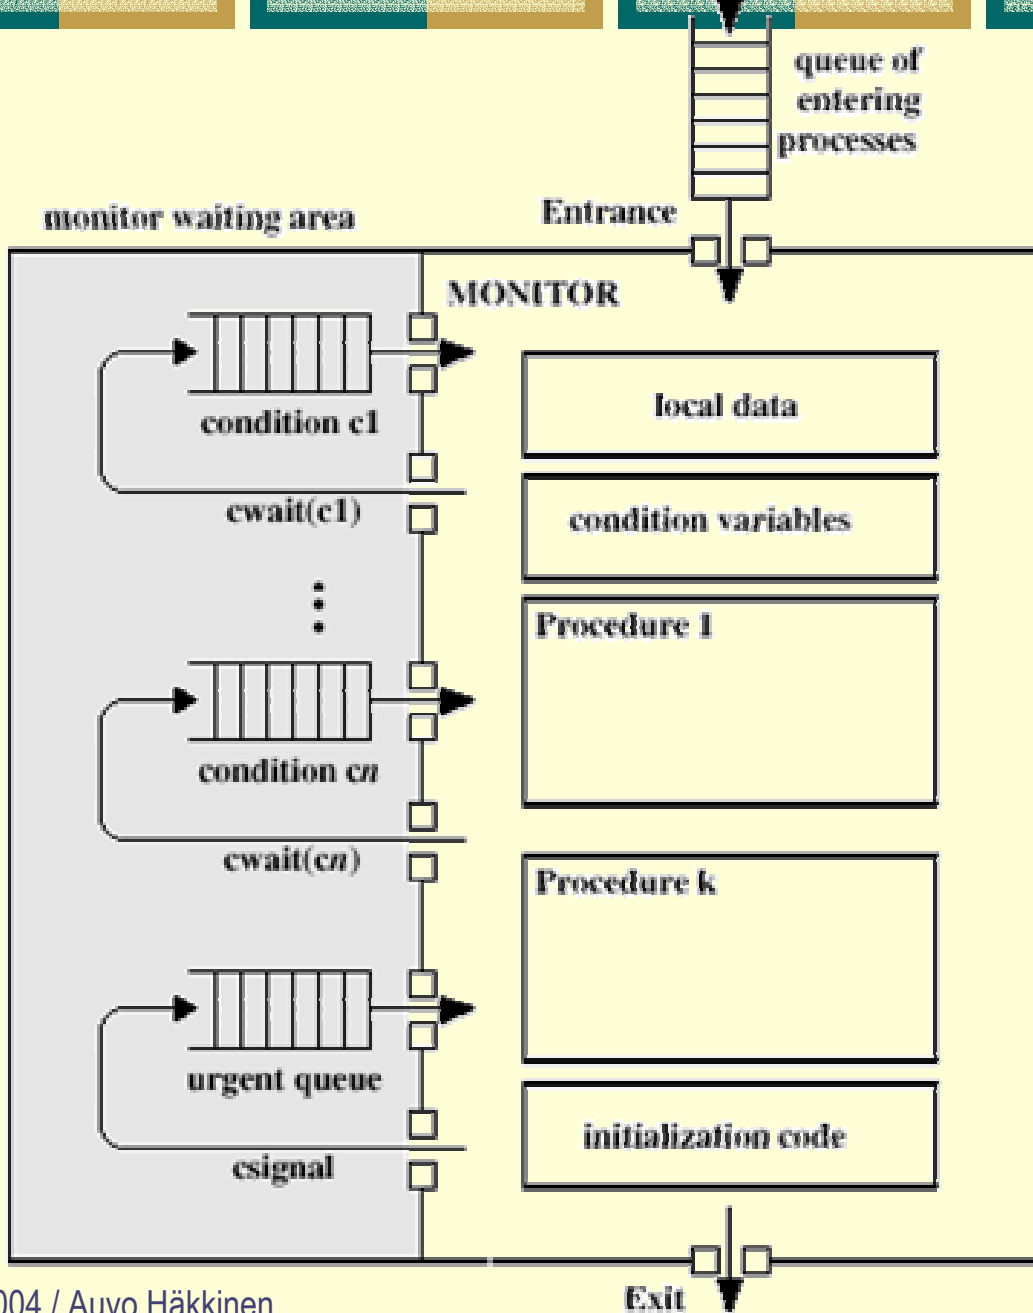 queue of
entering
processes
Entrance
monitor waiting area
MONITOR
condition c1
cwait(c1)
condition cn
cwait(cn)
urgent queue
csignal
local data
condition variables
Procedure 1
Procedure k
initialization code
Exit
004 / Auvo Häkkinen